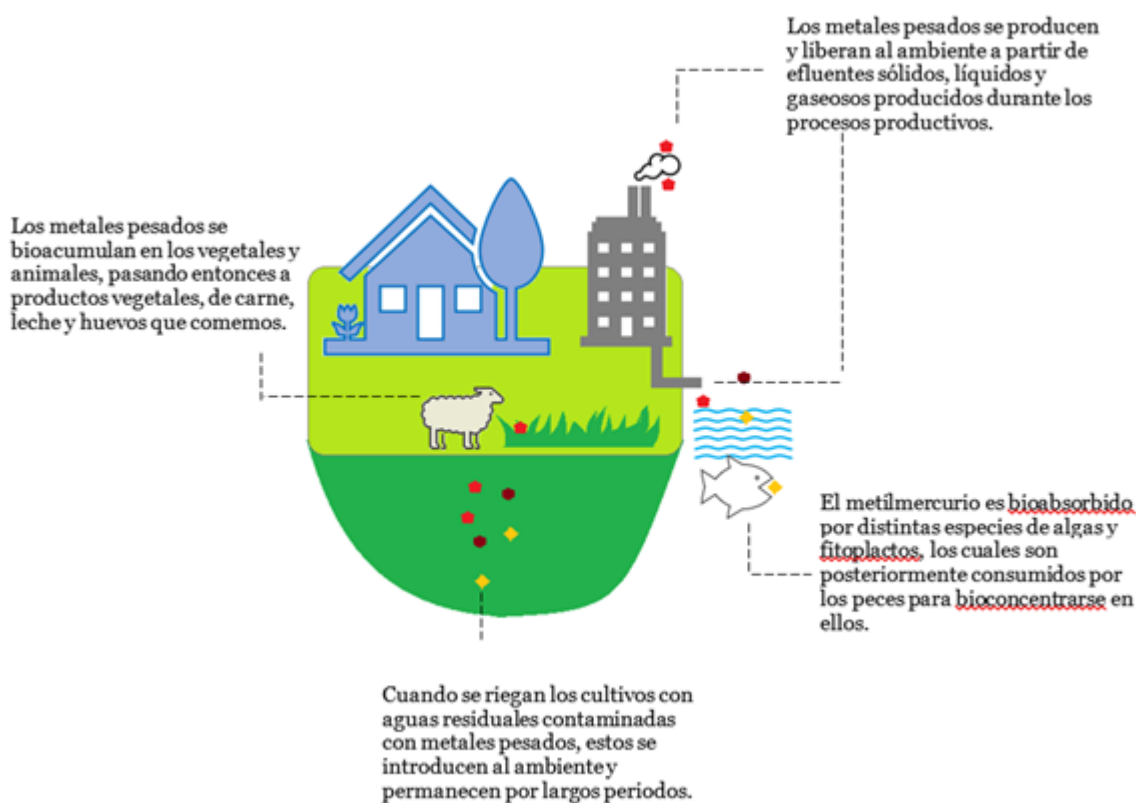 Los metales pesados se producen
y liberan al ambiente a partir de
efluentes sólidos, líquidos y
gaseosos producidos durante los
procesos productivos.
Los metales pesados se
bioacumulan en los vegetales y
animales, pasando entonces a
productos vegetales, de carne,
leche y huevos que comemos.
El metilmercurio es bioabsorbido
por distintas especies de algas y
fitoplactos, los cuales son
posteriormente consumidos por
los peces para bioconcentrarse en
ellos.
Cuando se riegan los cultivos con
aguas residuales contaminadas
con metales pesados, estos se
introducen al ambiente y
permanecen por largos periodos.